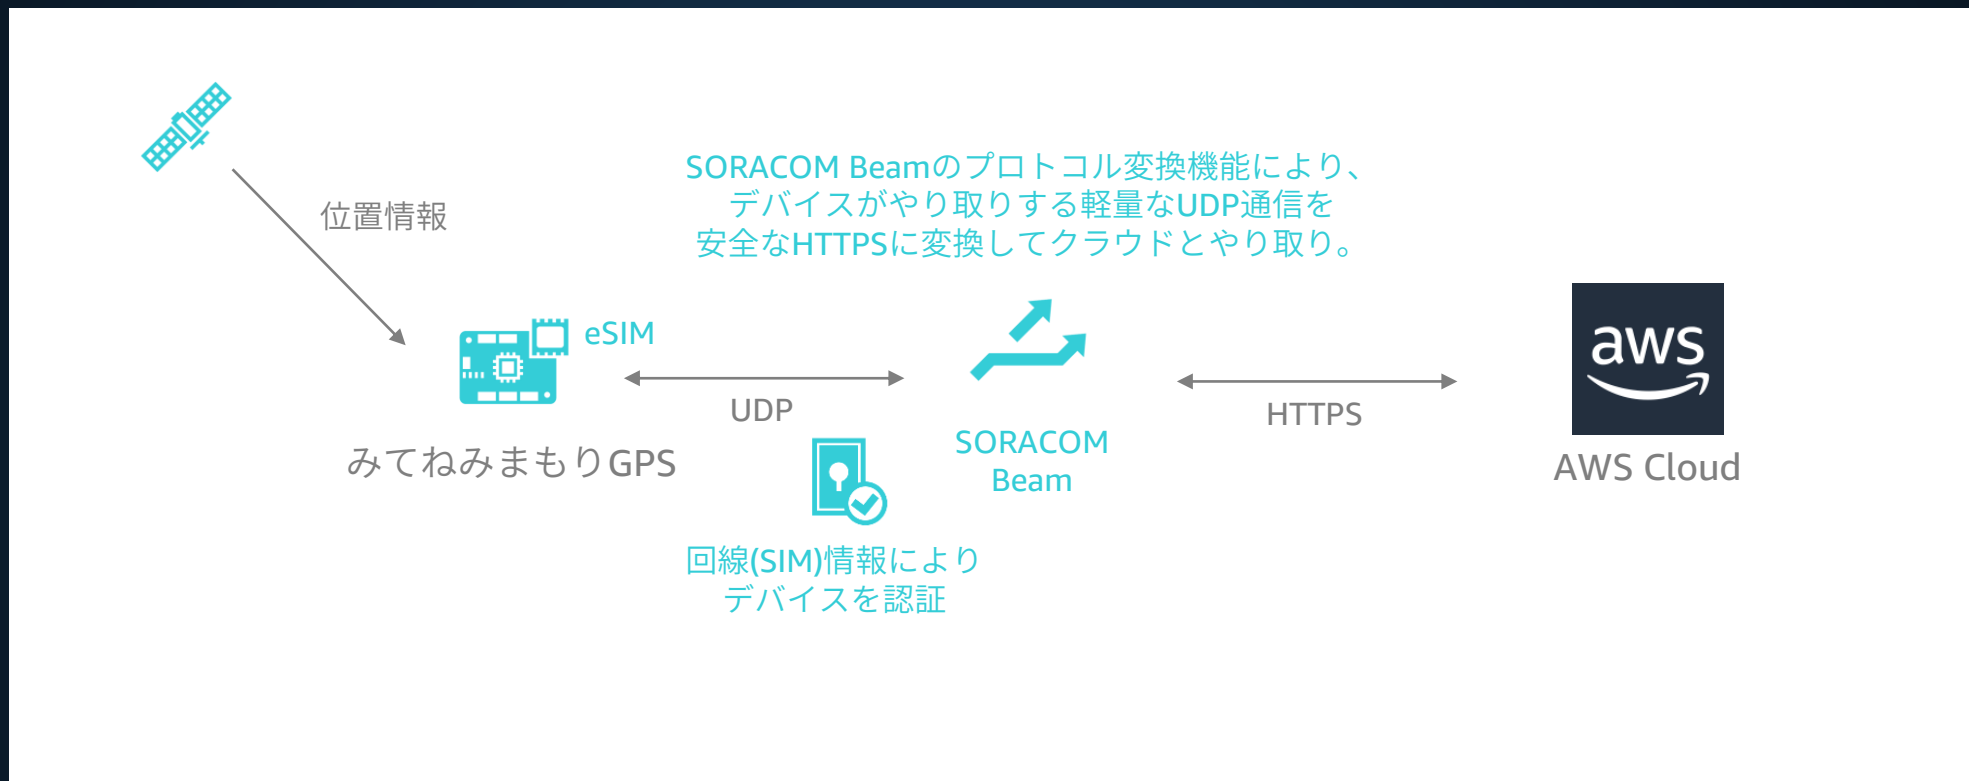 位置情報
SORACOM Beamのプロトコル変換機能により、
デバイスがやり取りする軽量なUDP通信を
安全なHTTPSに変換してクラウドとやり取り。
eSIM
みてねみまもりGPS
UDP
回線(SIM)情報により
デバイスを認証
SORACOM
Beam
HTTPS
aws
AWS Cloud